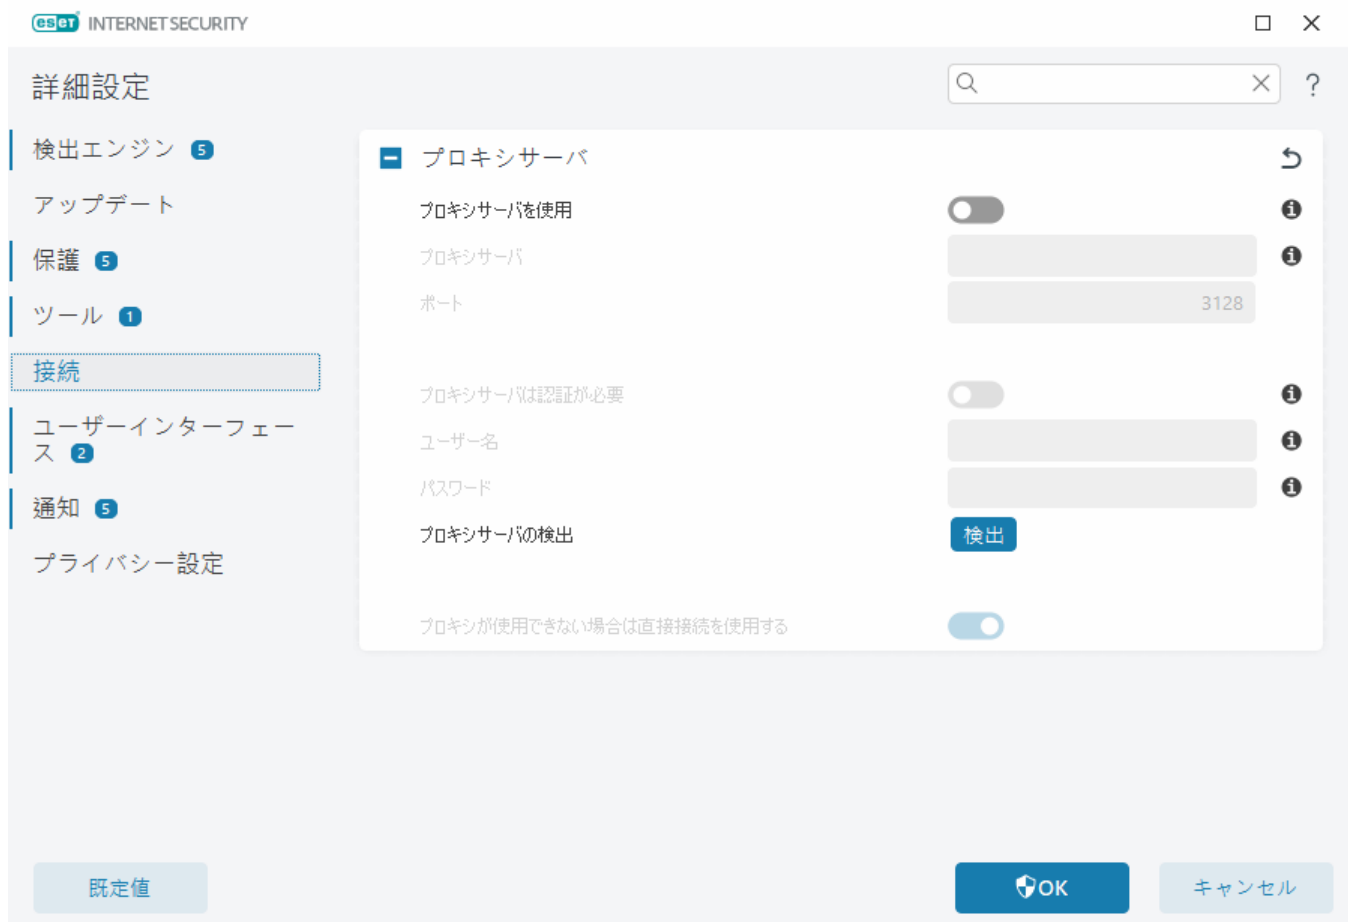 eset INTERNET SECURITY
詳細設定
?
検出エンジン 5
アップデート
保護 5
ツール 1
接続
ユーザーインターフェー
ス 2
通知 5
プライバシー設定
プロキシサーバ
プロキシサーバを使用
プロキシサーバ
ポート 3128
プロキシサーバは認証が必要
ユーザー名
パスワード
プロキシサーバの検出 検出
プロキシが使用できない場合は直接接続を使用する
既定値
OK
キャンセル